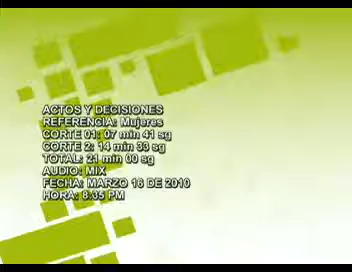 ACTOS Y DECISIONES
REFERENCIA: Mujeres
CORTE 01: 07 min 41 sg
CORTE 2: 14 min 33 sg
TOTAL: 21 min 00 sg
AUDIO: MIX
FECHA: MARZO 16 DE 2010
HORA: 8:35 PM